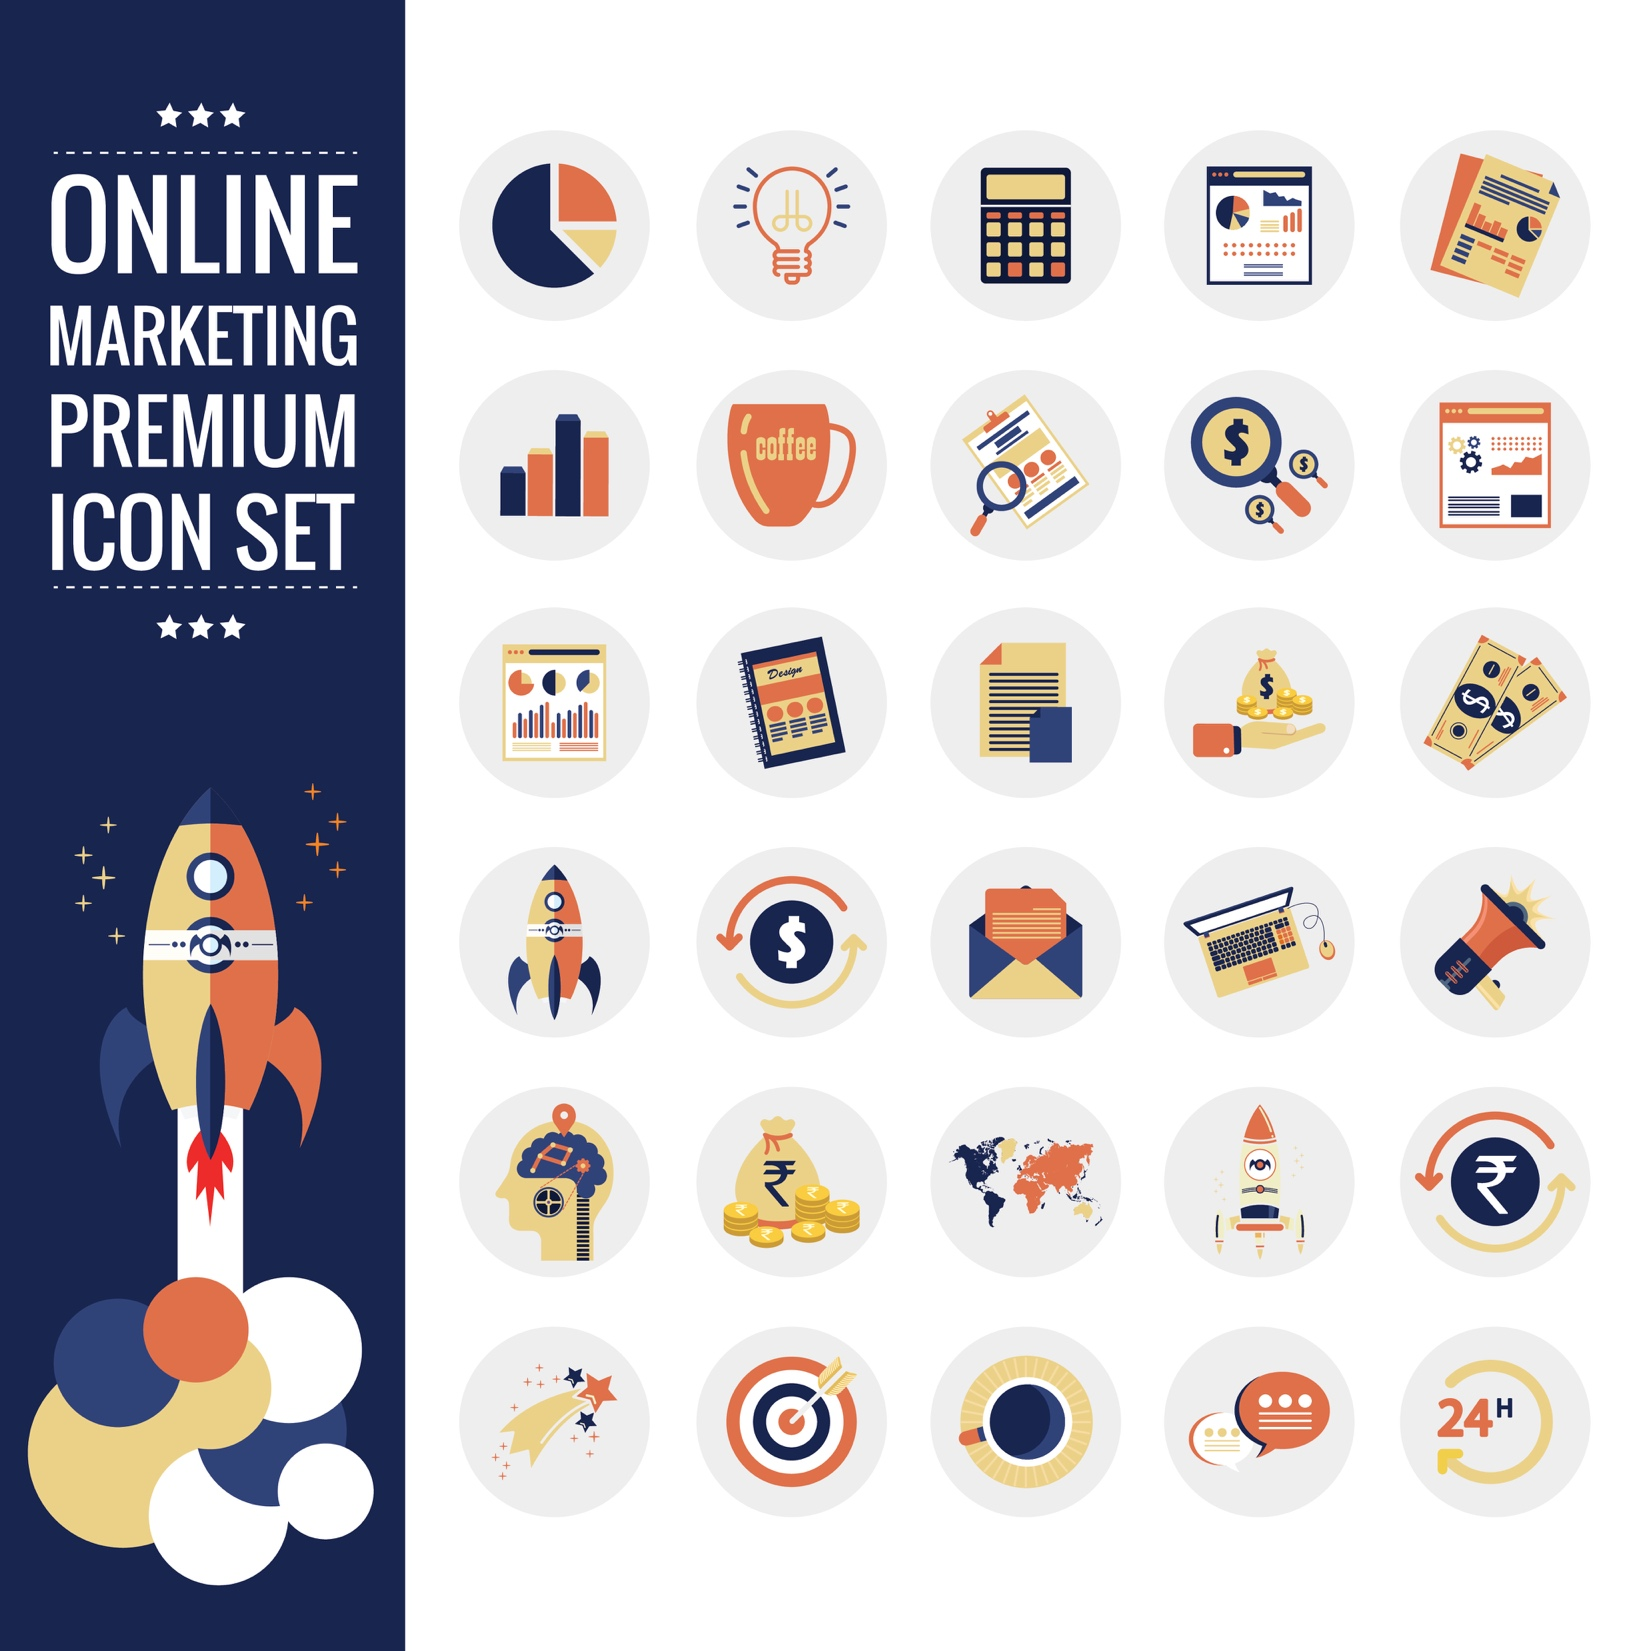 ONLINE
MARKETING
PREMIUM
ICON SET
coffee
$
$
$
Design
$
$
$
$
₹
₹
₹
₹
₹
₹
₹
24H